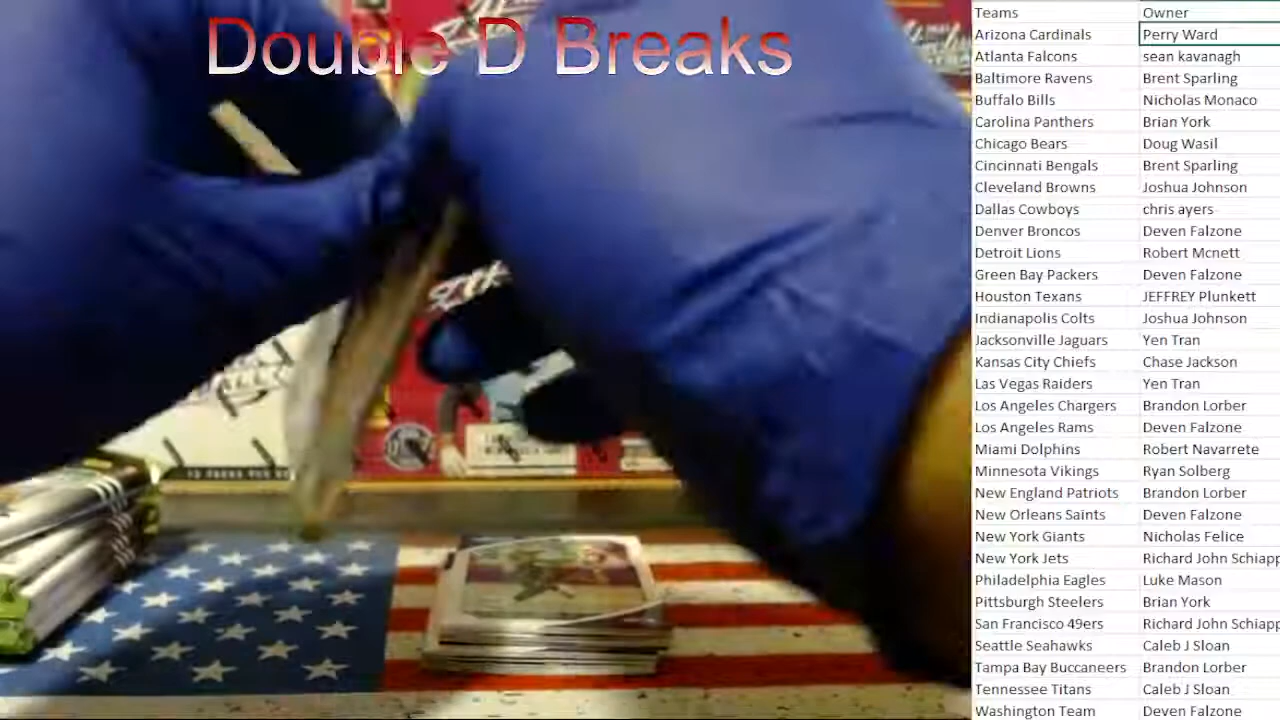 Double D Breaks
Teams Owner
Arizona Cardinals Perry Ward
Atlanta Falcons sean kavanagh
Baltimore Ravens Brent Sparling
Buffalo Bills Nicholas Monaco
Carolina Panthers Brian York
Chicago Bears Doug Wasil
Cincinnati Bengals Brent Sparling
Cleveland Browns Joshua Johnson
Dallas Cowboys chris ayers
Denver Broncos Deven Falzone
Detroit Lions Robert Mcnett
Green Bay Packers Deven Falzone
Houston Texans JEFFREY Plunkett
Indianapolis Colts Joshua Johnson
Jacksonville Jaguars Yen Tran
Kansas City Chiefs Chase Jackson
Las Vegas Raiders Yen Tran
Los Angeles Chargers Brandon Lorber
Los Angeles Rams Deven Falzone
Miami Dolphins Robert Navarrete
Minnesota Vikings Ryan Solberg
New England Patriots Brandon Lorber
New Orleans Saints Deven Falzone
New York Giants Nicholas Felice
New York Jets Richard John Schiapp
Philadelphia Eagles Luke Mason
Pittsburgh Steelers Brian York
San Francisco 49ers Richard John Schiapp
Seattle Seahawks Caleb J Sloan
Tampa Bay Buccaneers Brandon Lorber
Tennessee Titans Caleb J Sloan
Washington Team Deven Falzone